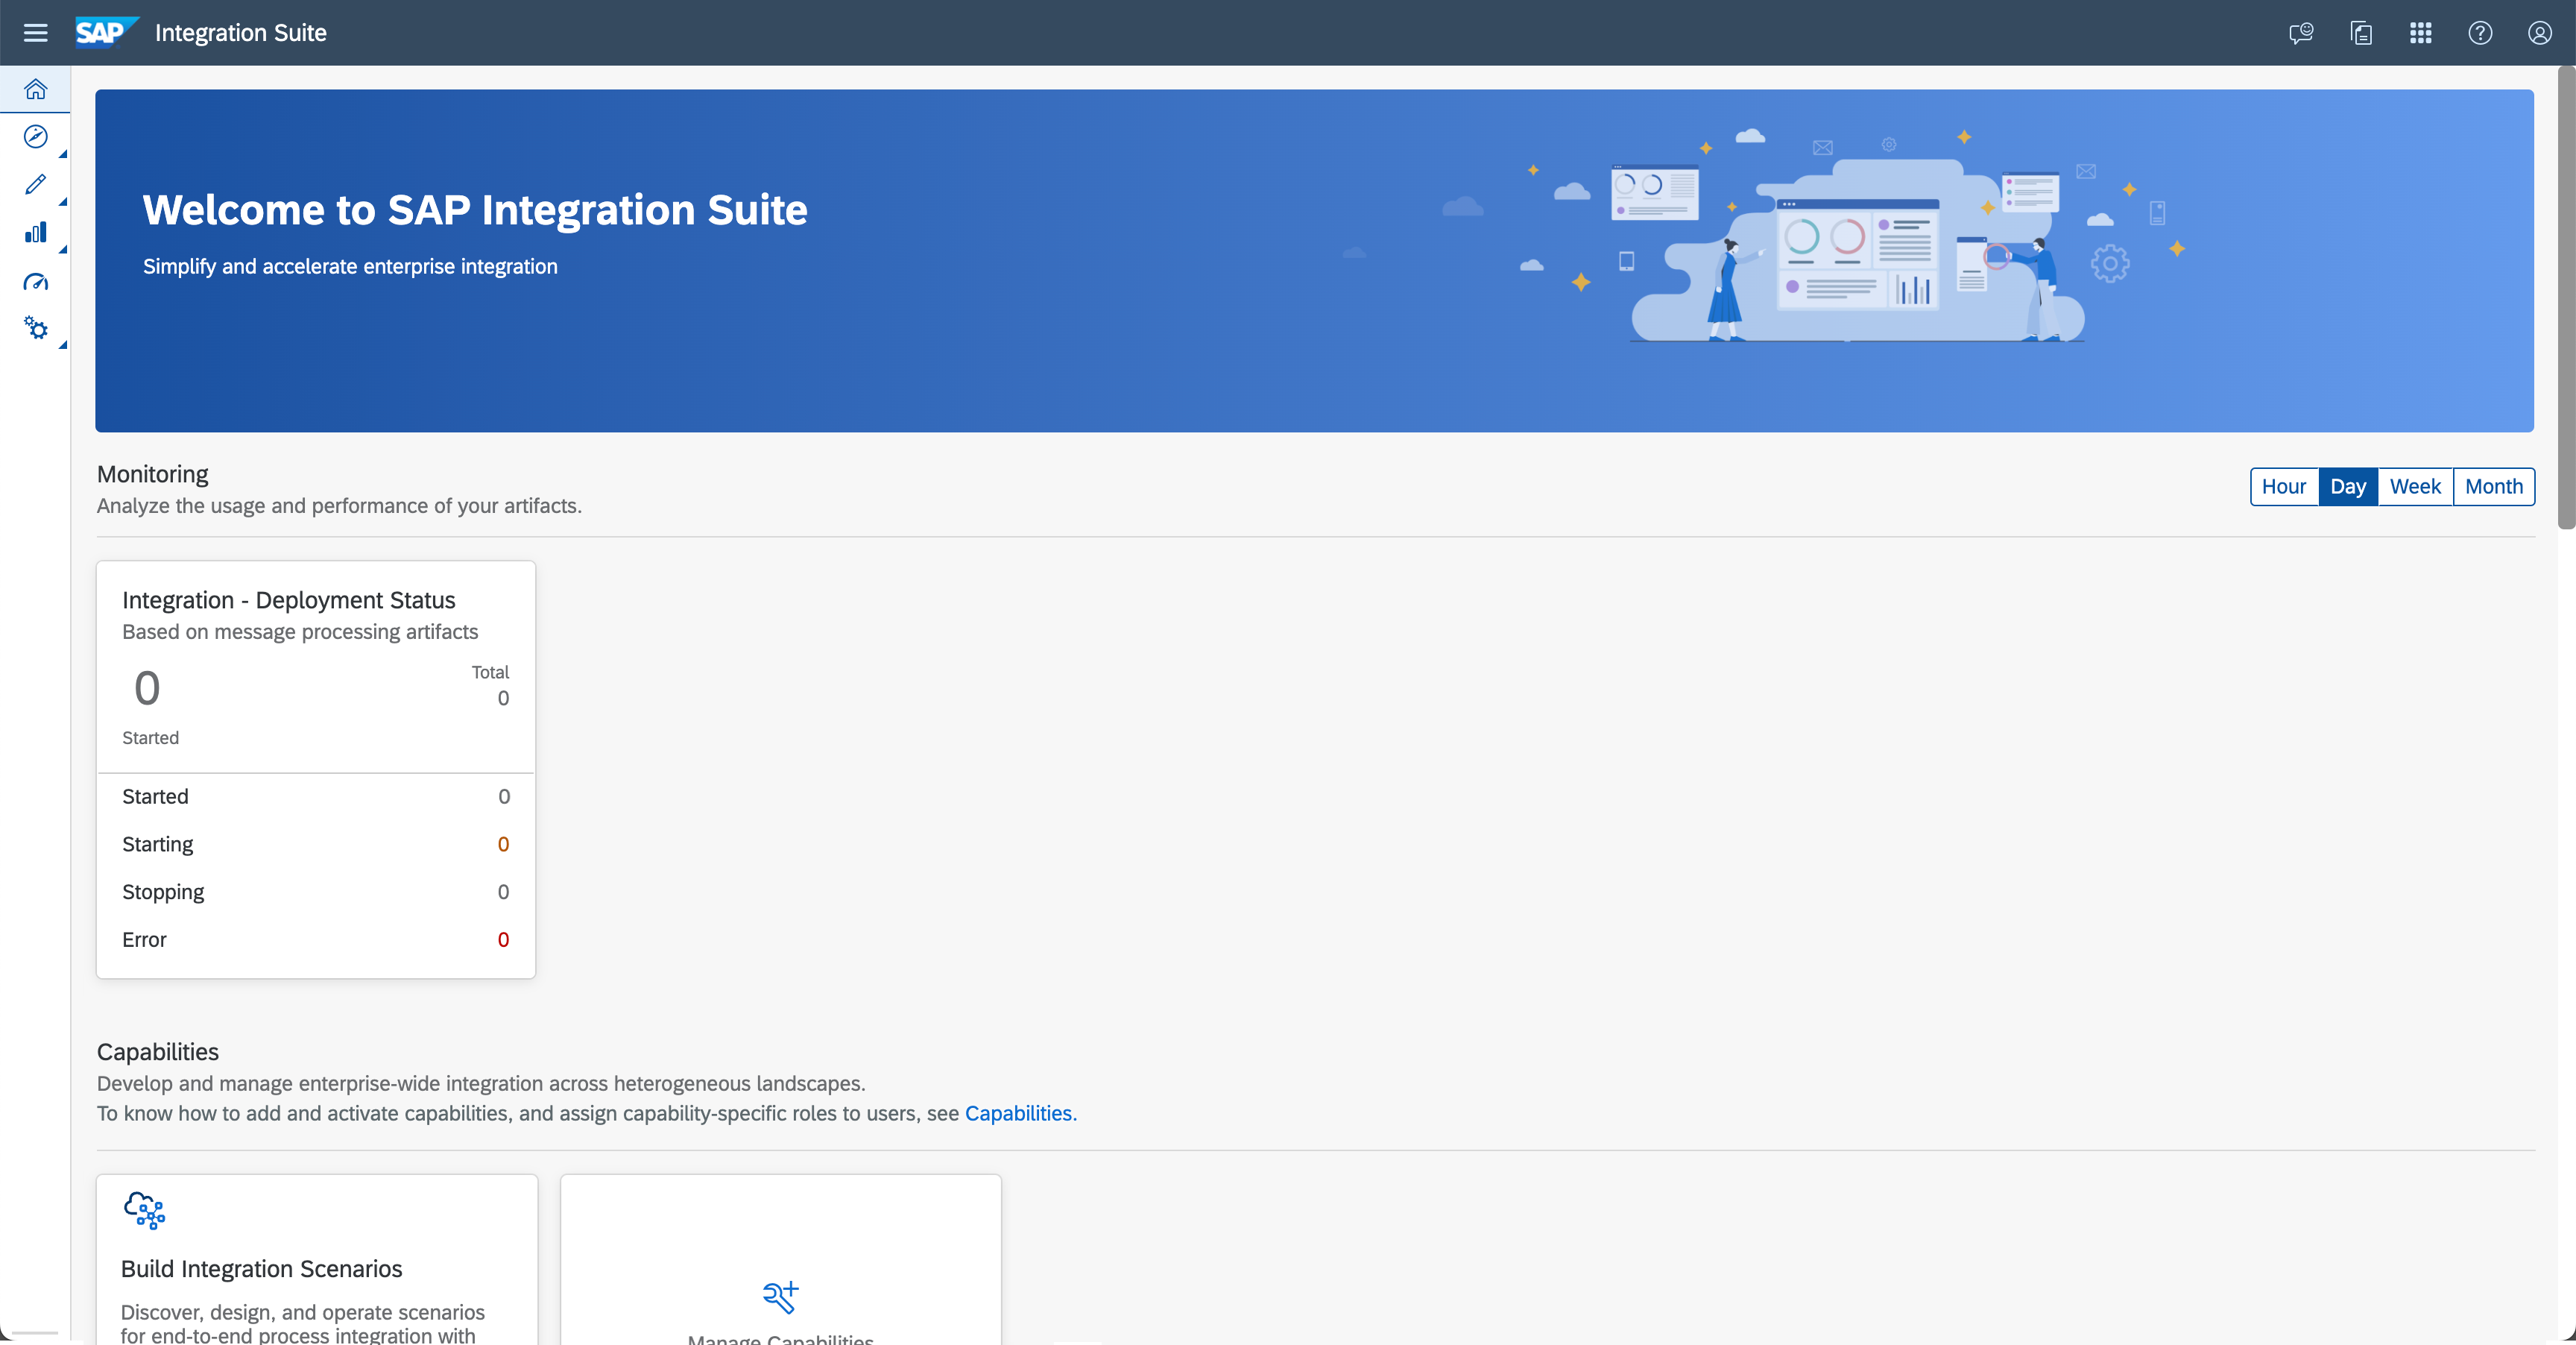 SAP Integration Suite
Welcome to SAP Integration Suite
Simplify and accelerate enterprise integration
Monitoring
Analyze the usage and performance of your artifacts.
Hour Day Week Month
Integration - Deployment Status
Based on message processing artifacts
Total
0
0
Started
Started 0
Starting 0
Stopping 0
Error 0
Capabilities
Develop and manage enterprise-wide integration across heterogeneous landscapes.
To know how to add and activate capabilities, and assign capability-specific roles to users, see Capabilities.
Build Integration Scenarios
Discover, design, and operate scenarios
for end-to-end process integration with
Manage Capabilities